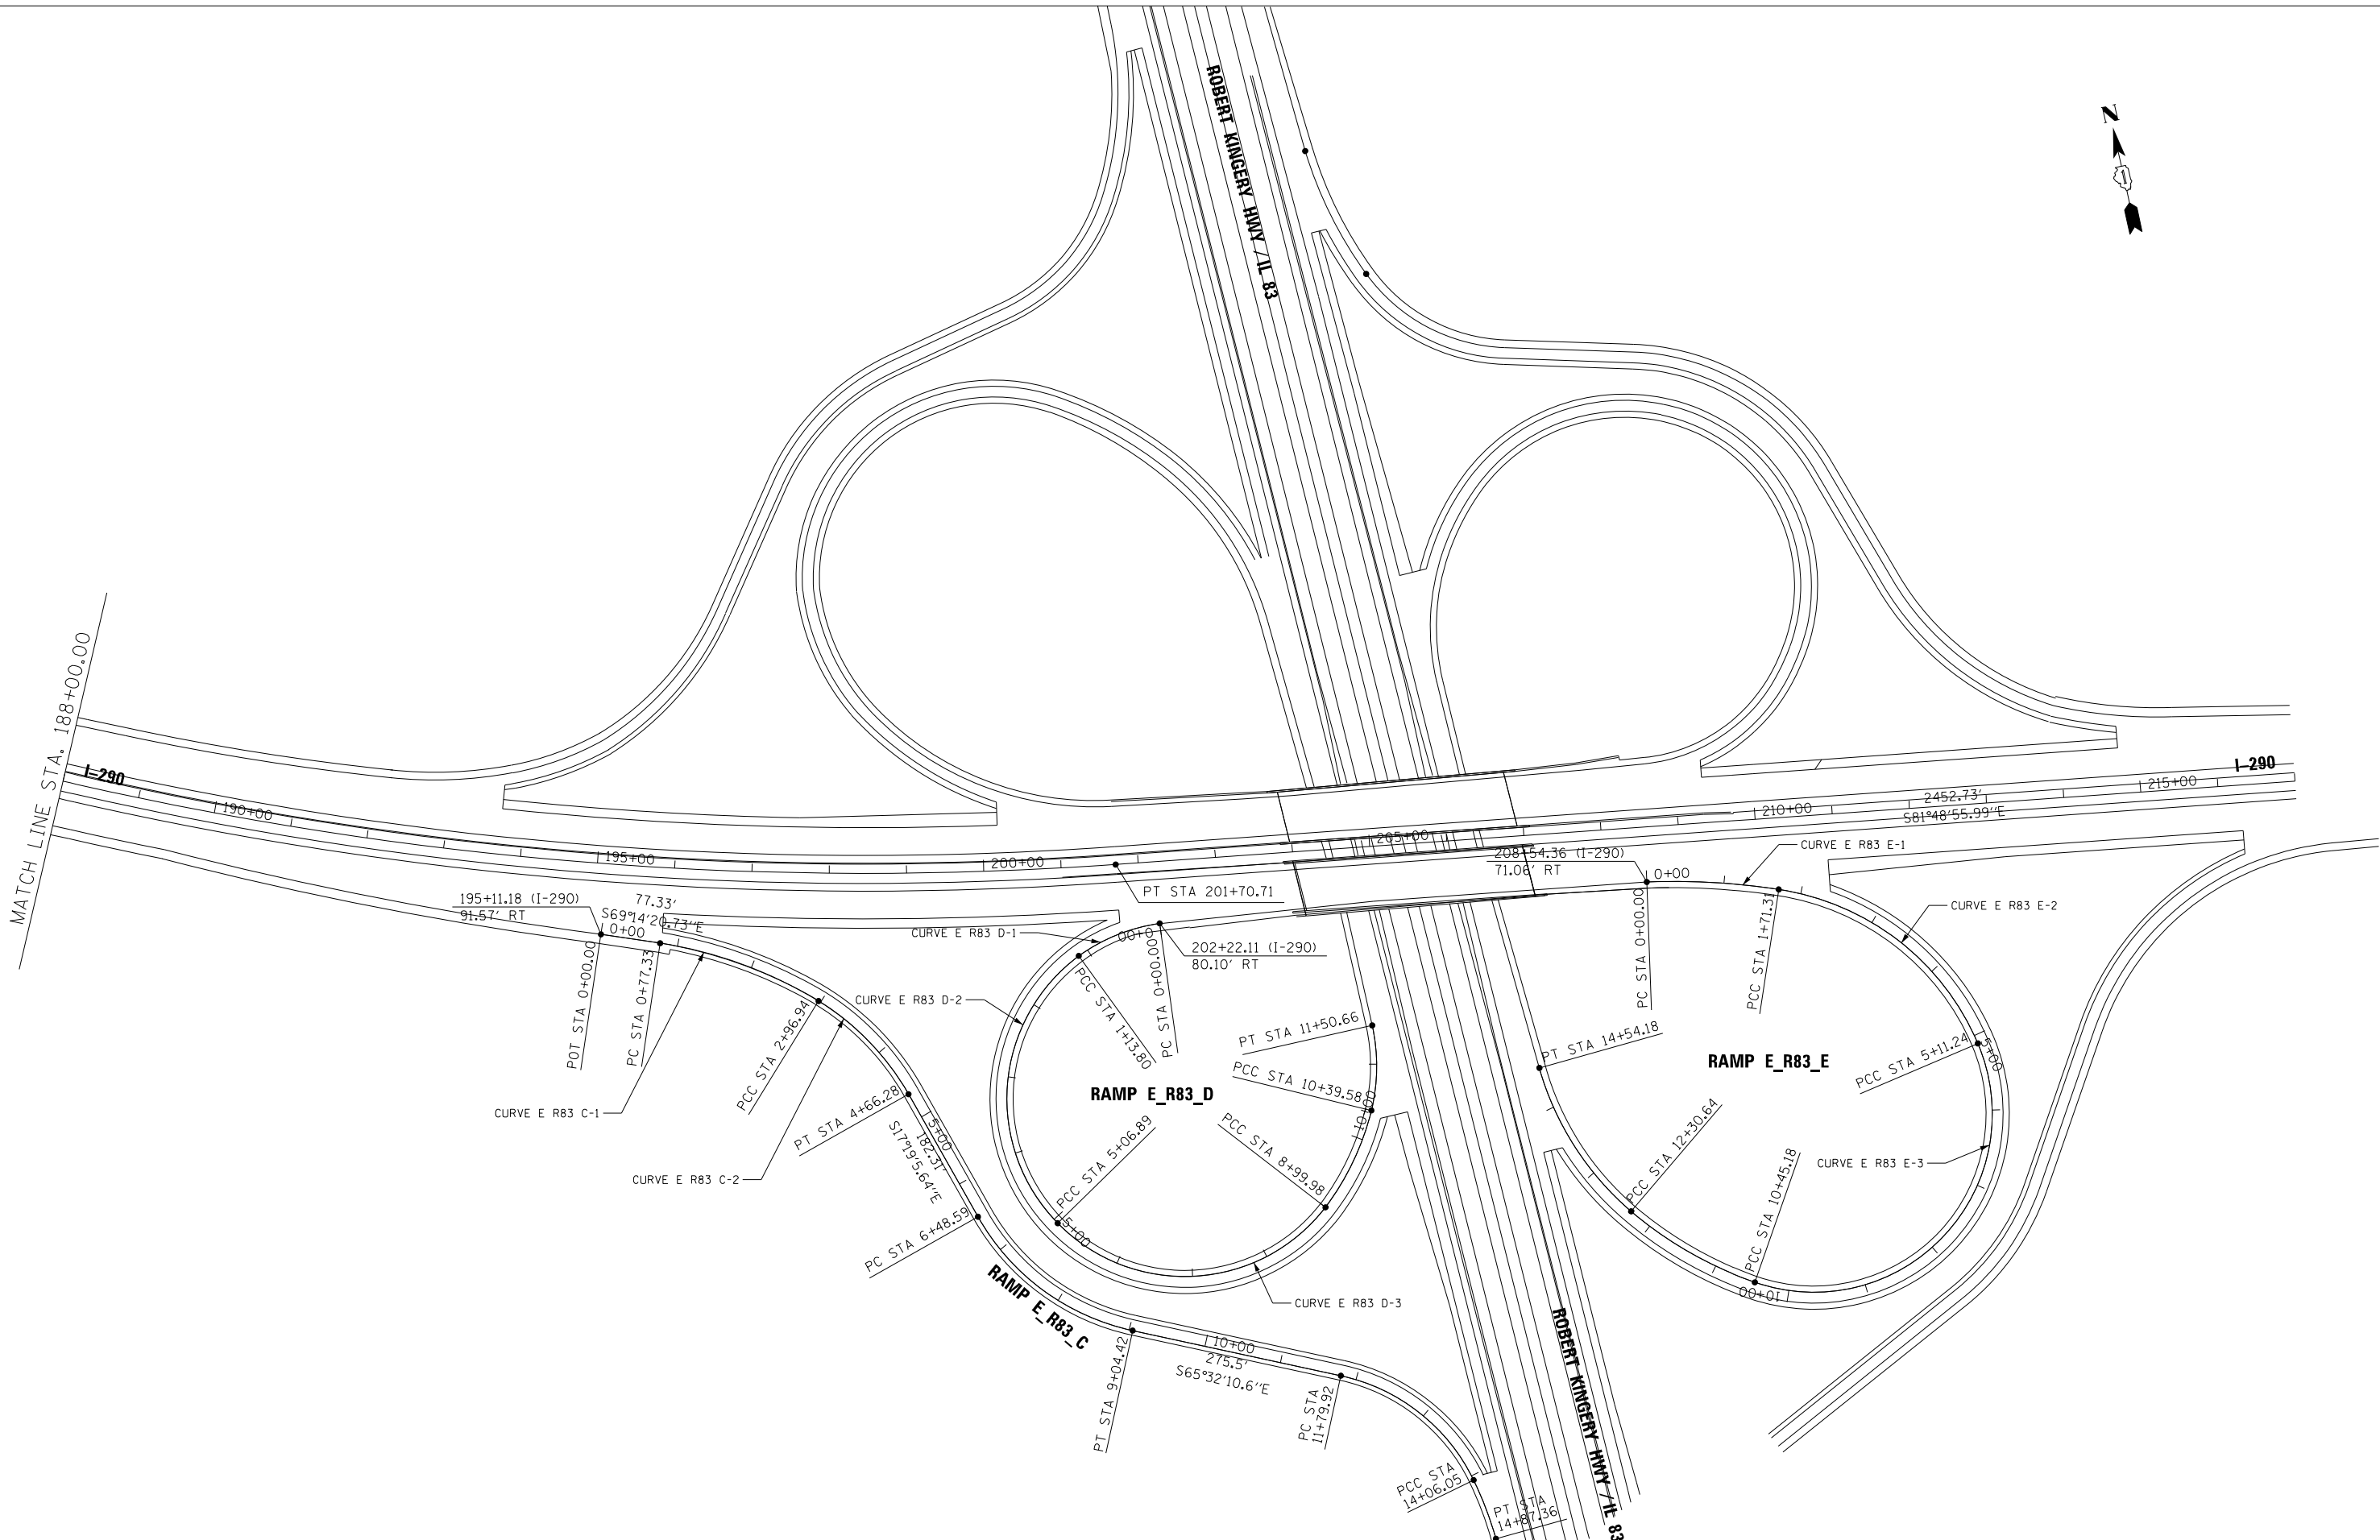 ROBERT KINGERY HWY /IL 83
N
1
MATCH LINE STA. 188+00.00
I-290
190+00
195+00
200+00
205+00
210+00
215+00
I-290
2452.73'
S81°48'55.99"E
PT STA 201+70.71
208+54.36 (I-290)
71.06' RT
0+00
PC STA 0+00.00
PCC STA 1+71.31
CURVE E R83 E-1
CURVE E R83 E-2
195+11.18 (I-290)
91.57' RT
77.33'
S69°14'20.73"E
0+00
POT STA 0+00.00
PC STA 0+77.33
CURVE E R83 C-1
PCC STA 2+96.94
CURVE E R83 C-2
PT STA 4+66.28
5+00
182.31'
S17°19'5.64"E
PC STA 6+48.59
RAMP E_R83_C
PT STA 9+04.42
10+00
275.5'
S65°32'10.6"E
PC STA
11+79.92
PCC STA
14+06.05
PT STA
14+87.36
CURVE E R83 D-1
0+00
202+22.11 (I-290)
80.10' RT
PC STA 0+00.00
PCC STA 1+13.80
CURVE E R83 D-2
RAMP E_R83_D
PCC STA 5+06.89
5+00
PCC STA 8+99.98
CURVE E R83 D-3
10+00
PCC STA 10+39.58
PT STA 11+50.66
PT STA 14+54.18
RAMP E_R83_E
PCC STA 5+11.24
5+00
CURVE E R83 E-3
PCC STA 12+30.64
PCC STA 10+45.18
10+00
ROBERT KINGERY HWY /IL 83